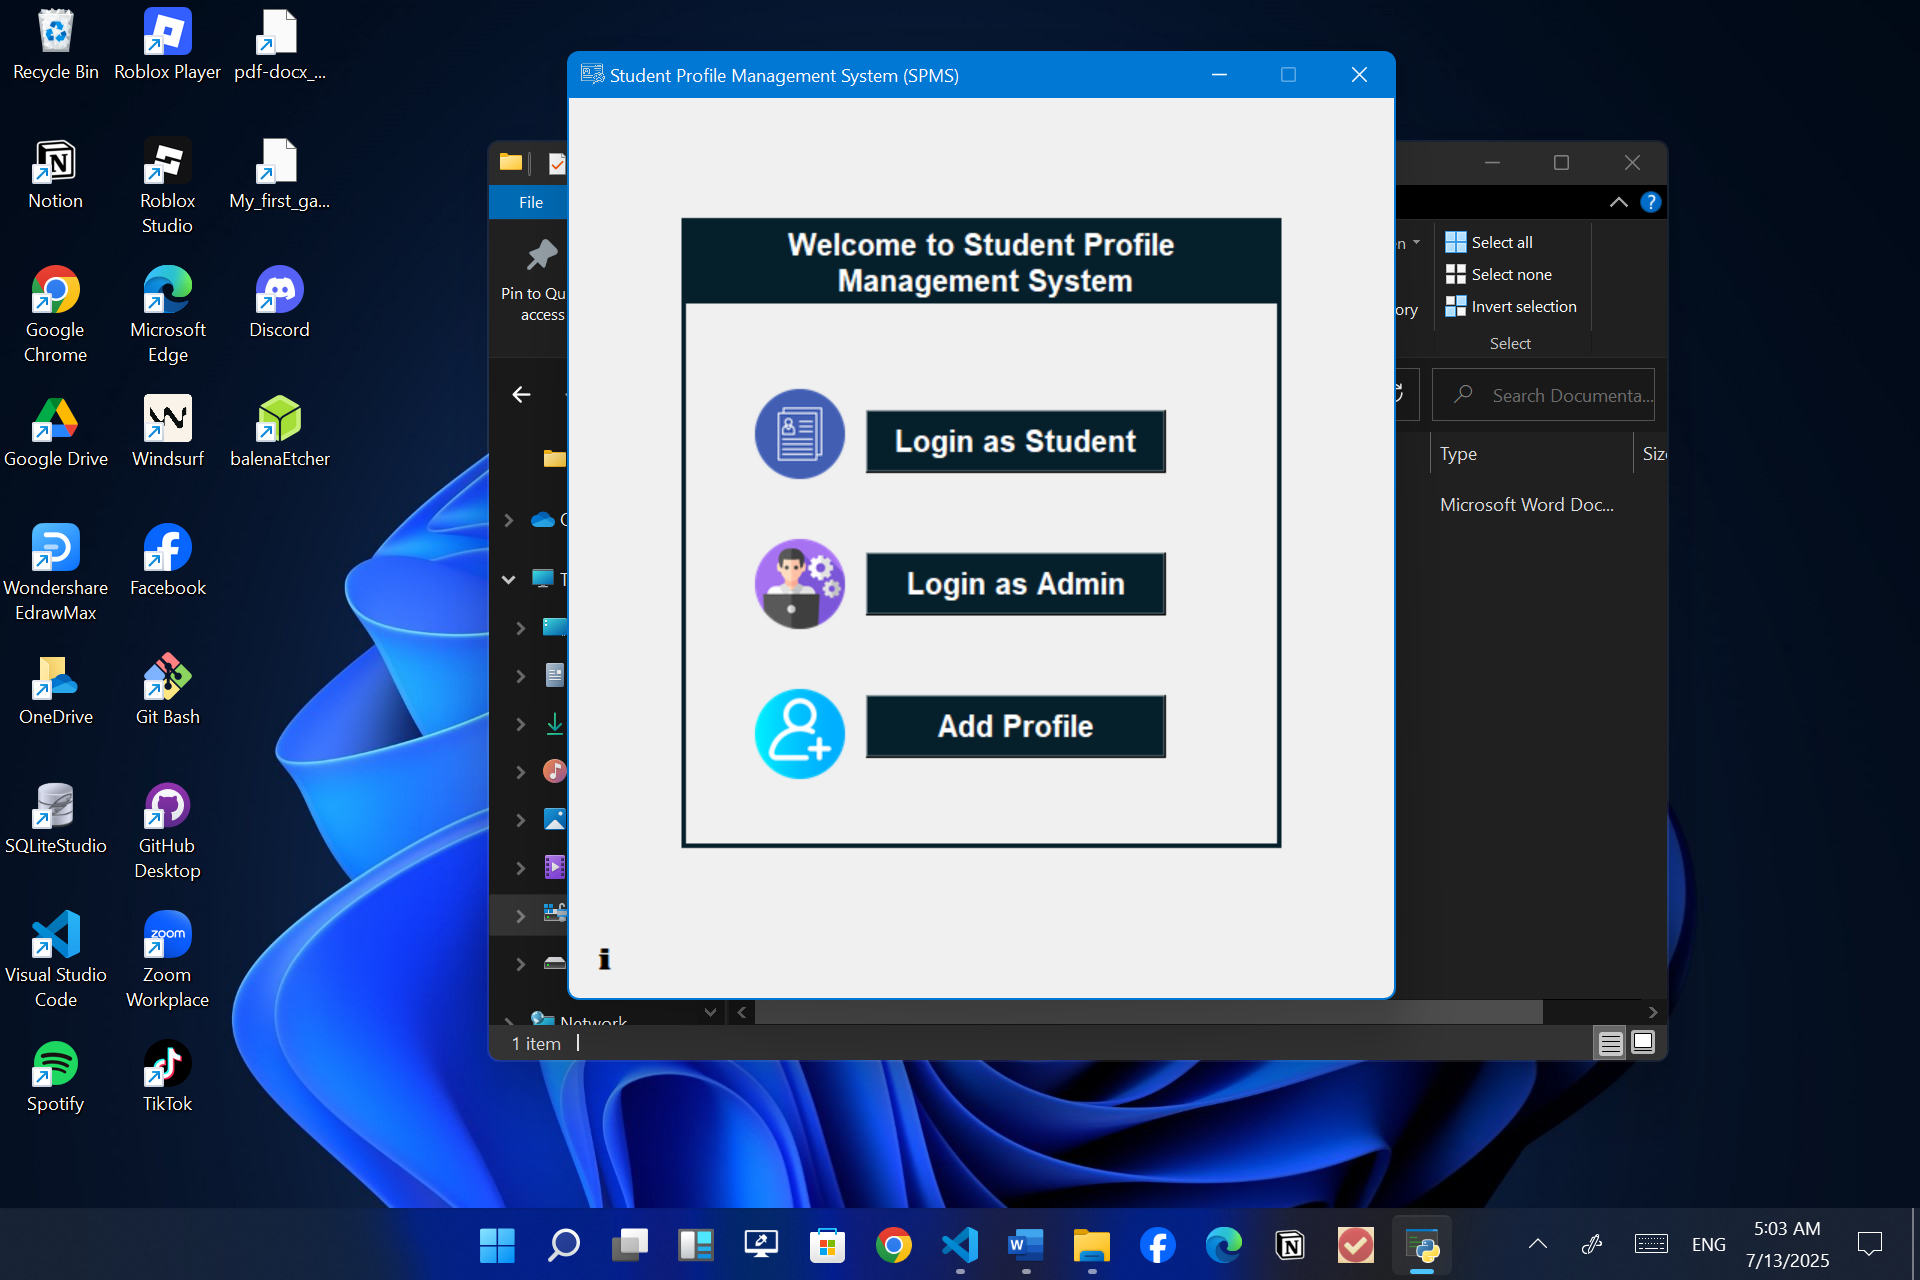 Recycle Bin
Roblox Player
pdf-docx_...
Notion
Roblox
Studio
My_first_ga...
Google
Chrome
Microsoft
Edge
Discord
Google Drive
Windsurf
balenaEtcher
Wondershare
EdrawMax
Facebook
OneDrive
Git Bash
SQLiteStudio
GitHub
Desktop
Visual Studio
Code
Zoom
Workplace
zoom
Spotify
TikTok
Student Profile Management System (SPMS)
Welcome to Student Profile
Management System
Login as Student
Login as Admin
Add Profile
i
File
Pin to Qu
access
Select all
Select none
Invert selection
Select
ory
Search Documenta...
Type
Size
Microsoft Word Doc...
Network
1 item
ENG
5:03 AM
7/13/2025